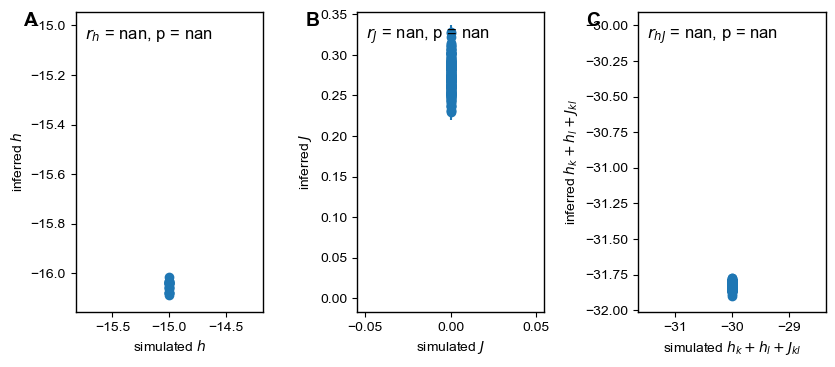 A
r_h = nan, p = nan
−15.0
−15.2
−15.4
−15.6
−15.8
−16.0
inferred h
−15.5
−15.0
−14.5
simulated h
B
r_J = nan, p = nan
0.35
0.30
0.25
0.20
0.15
0.10
0.05
0.00
inferred J
−0.05
0.00
0.05
simulated J
C
r_hJ = nan, p = nan
−30.00
−30.25
−30.50
−30.75
−31.00
−31.25
−31.50
−31.75
−32.00
inferred h_k + h_l + J_kl
−31
−30
−29
simulated h_k + h_l + J_kl